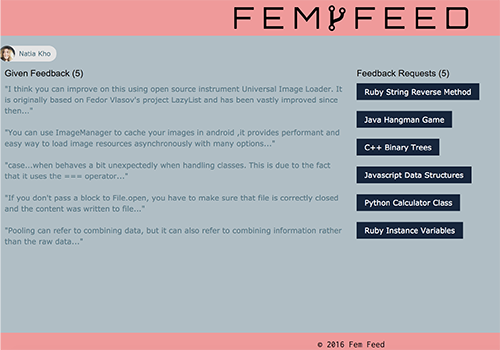 FEM FEED
Natia Kho
Given Feedback (5)
"I think you can improve on this using open source instrument Universal Image Loader. It
is originally based on Fedor Vlasov's project LazyList and has been vastly improved since
then..."
"You can use ImageManager to cache your images in android ,it provides performant and
easy way to load image resources asynchronously with many options..."
"case...when behaves a bit unexpectedly when handling classes. This is due to the fact
that it uses the === operator..."
"If you don't pass a block to File.open, you have to make sure that file is correctly closed
and the content was written to file..."
"Pooling can refer to combining data, but it can also refer to combining information rather
than the raw data..."
Feedback Requests (5)
Ruby String Reverse Method
Java Hangman Game
C++ Binary Trees
Javascript Data Structures
Python Calculator Class
Ruby Instance Variables
© 2016 Fem Feed